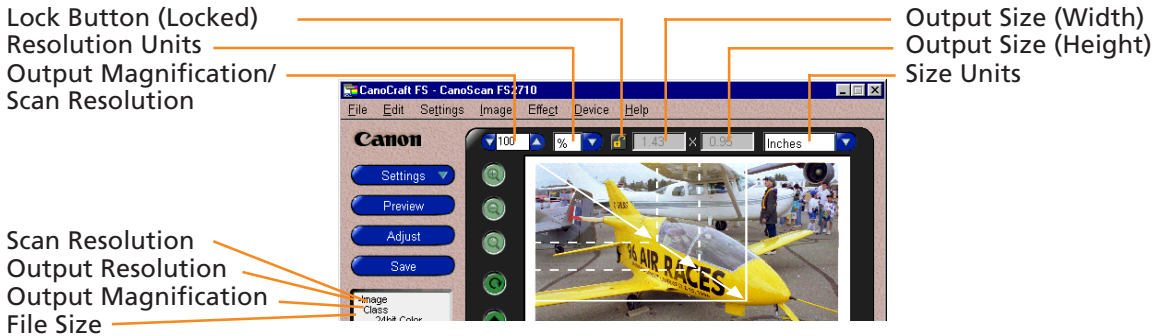 Lock Button (Locked)
Resolution Units
Output Magnification/
Scan Resolution
Output Size (Width)
Output Size (Height)
Size Units
CanoCraft FS - CanoScan FS2710
File Edit Settings Image Effect Device Help
Canon
100 % 1.43 X 0.95 Inches
Settings
Preview
Adjust
Save
96 AIR RACES
Scan Resolution
Output Resolution
Output Magnification
File Size
Image
Class
24bit Color